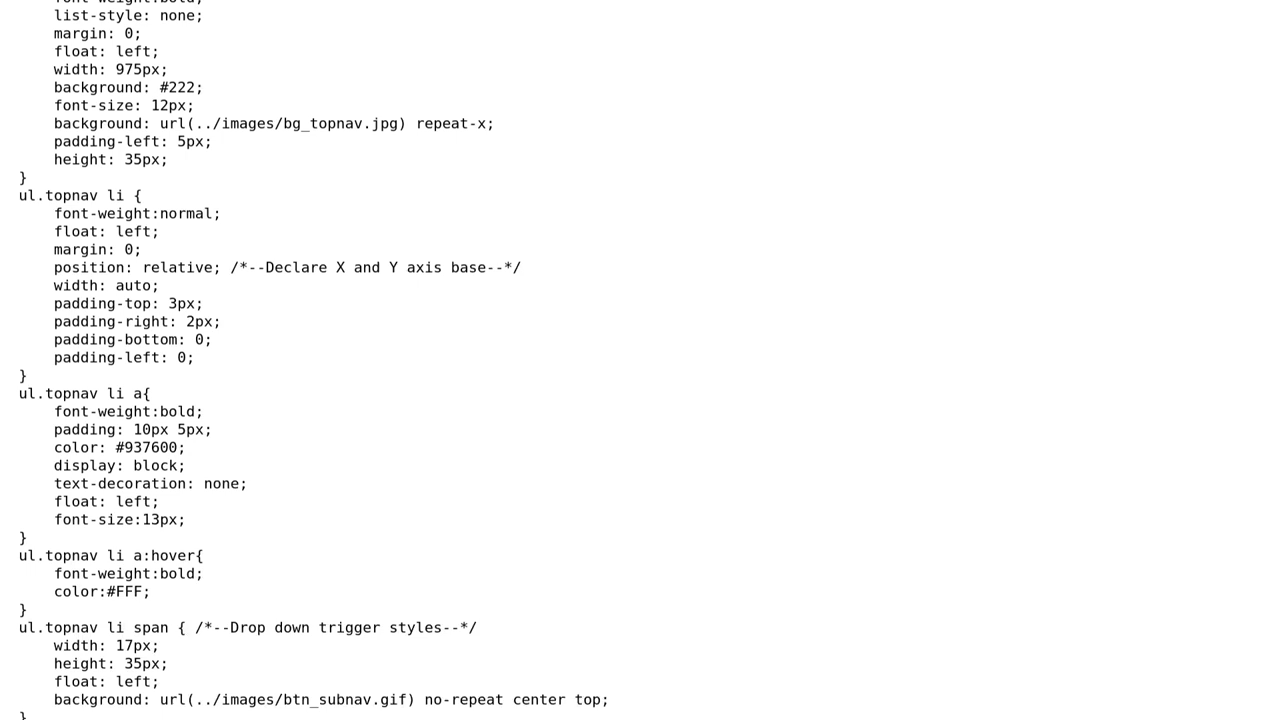 font-weight:bold;
list-style: none;
margin: 0;
float: left;
width: 975px;
background: #222;
font-size: 12px;
background: url(../images/bg_topnav.jpg) repeat-x;
padding-left: 5px;
height: 35px;
}
ul.topnav li {
font-weight:normal;
float: left;
margin: 0;
position: relative; /*--Declare X and Y axis base--*/
width: auto;
padding-top: 3px;
padding-right: 2px;
padding-bottom: 0;
padding-left: 0;
}
ul.topnav li a{
font-weight:bold;
padding: 10px 5px;
color: #937600;
display: block;
text-decoration: none;
float: left;
font-size:13px;
}
ul.topnav li a:hover{
font-weight:bold;
color:#FFF;
}
ul.topnav li span { /*--Drop down trigger styles--*/
width: 17px;
height: 35px;
float: left;
background: url(../images/btn_subnav.gif) no-repeat center top;
}